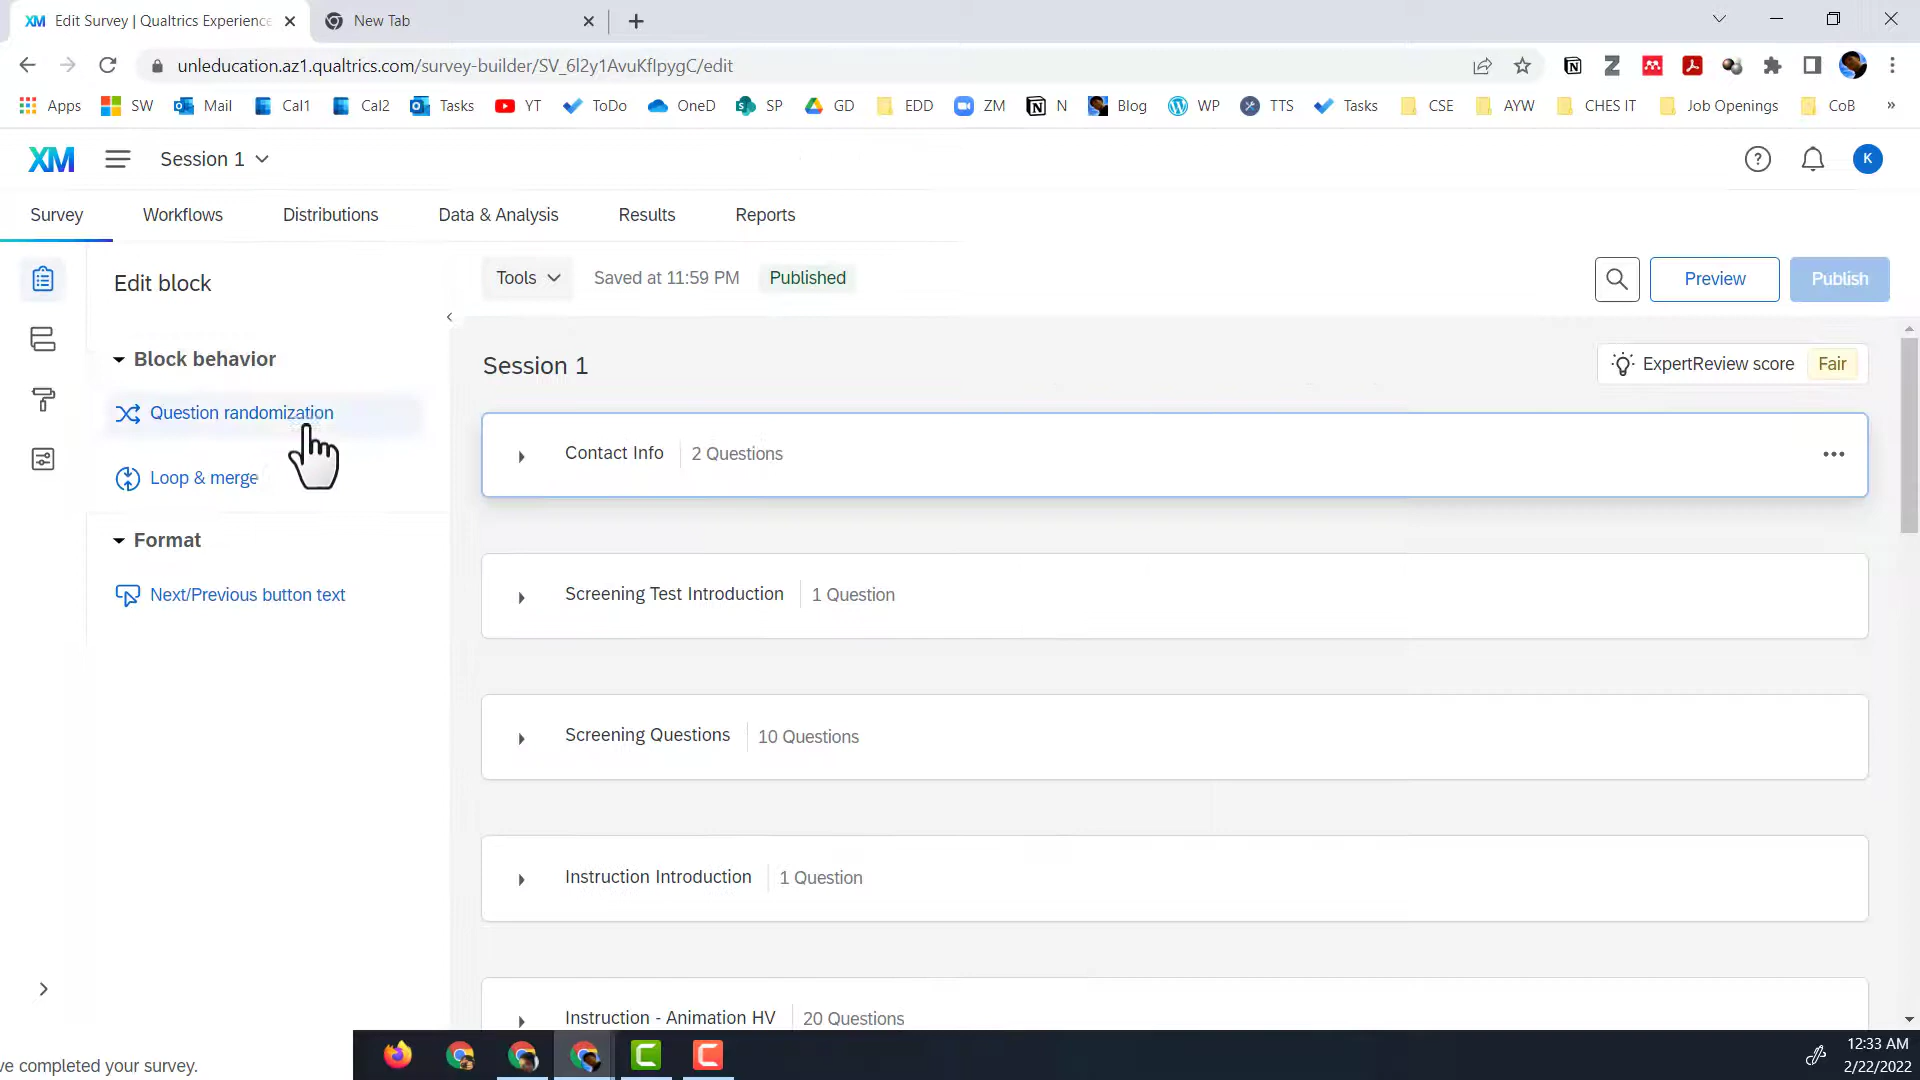 XM Edit Survey | Qualtrics Experience
New Tab
unleducation.az1.qualtrics.com/survey-builder/SV_6l2y1AvuKfIpygC/edit
Apps SW Mail Cal1 Cal2 Tasks YT ToDo OneD SP GD EDD ZM N Blog WP TTS Tasks CSE AYW CHES IT Job Openings CoB »
XM Session 1 K
Survey Workflows Distributions Data & Analysis Results Reports
Edit block
Tools Saved at 11:59 PM Published Preview Publish
Block behavior
Question randomization
Loop & merge
Format
Next/Previous button text
Session 1
ExpertReview score Fair
Contact Info 2 Questions
Screening Test Introduction 1 Question
Screening Questions 10 Questions
Instruction Introduction 1 Question
Instruction - Animation HV 20 Questions
ve completed your survey.
12:33 AM
2/22/2022